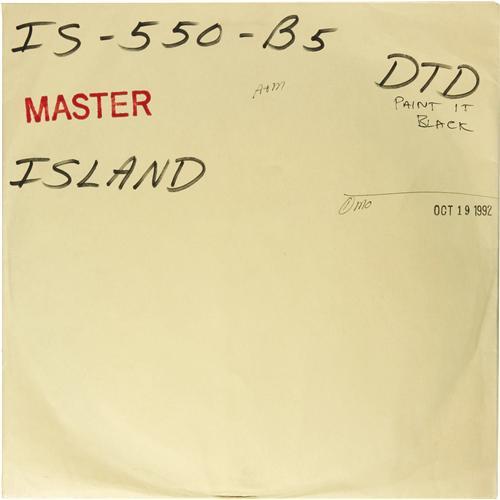 IS-550-B5
DTD
PAINT IT
BLACK
A+M
MASTER
ISLAND
OCT 19 1992